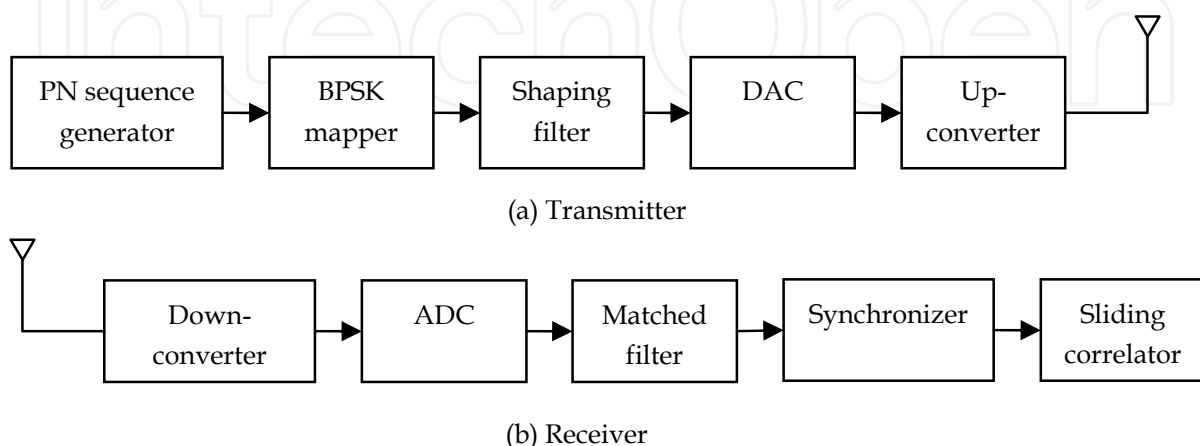 IntechOpen
PN sequence
generator
BPSK
mapper
Shaping
filter
DAC
Up-
converter
(a) Transmitter
Down-
converter
ADC
Matched
filter
Synchronizer
Sliding
correlator
(b) Receiver